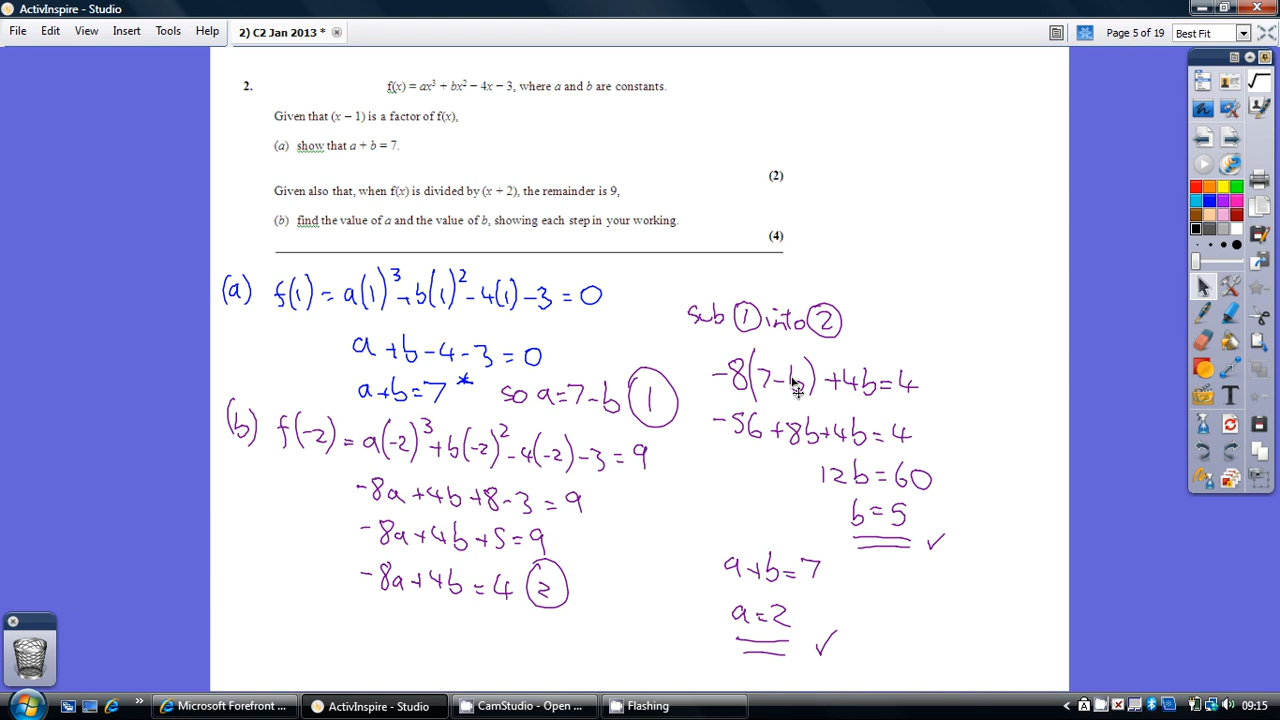 ActivInspire - Studio
File Edit View Insert Tools Help
2) C2 Jan 2013 *
Page 5 of 19
Best Fit
2.
f(x) = ax³ + bx² − 4x − 3, where a and b are constants.
Given that (x − 1) is a factor of f(x),
(a) show that a + b = 7.
(2)
Given also that, when f(x) is divided by (x + 2), the remainder is 9,
(b) find the value of a and the value of b, showing each step in your working.
(4)
(a) f(1) = a(1)³ + b(1)² - 4(1) - 3 = 0
a + b - 4 - 3 = 0
a + b = 7 *
so a = 7 - b ①
(b) f(-2) = a(-2)³ + b(-2)² - 4(-2) - 3 = 9
-8a + 4b + 8 - 3 = 9
-8a + 4b + 5 = 9
-8a + 4b = 4 ②
sub ① into ②
-8(7 - b) + 4b = 4
-56 + 8b + 4b = 4
12b = 60
b = 5 ✓
a + b = 7
a = 2 ✓
T
Microsoft Forefront ...
ActivInspire - Studio
CamStudio - Open ...
Flashing
09:15